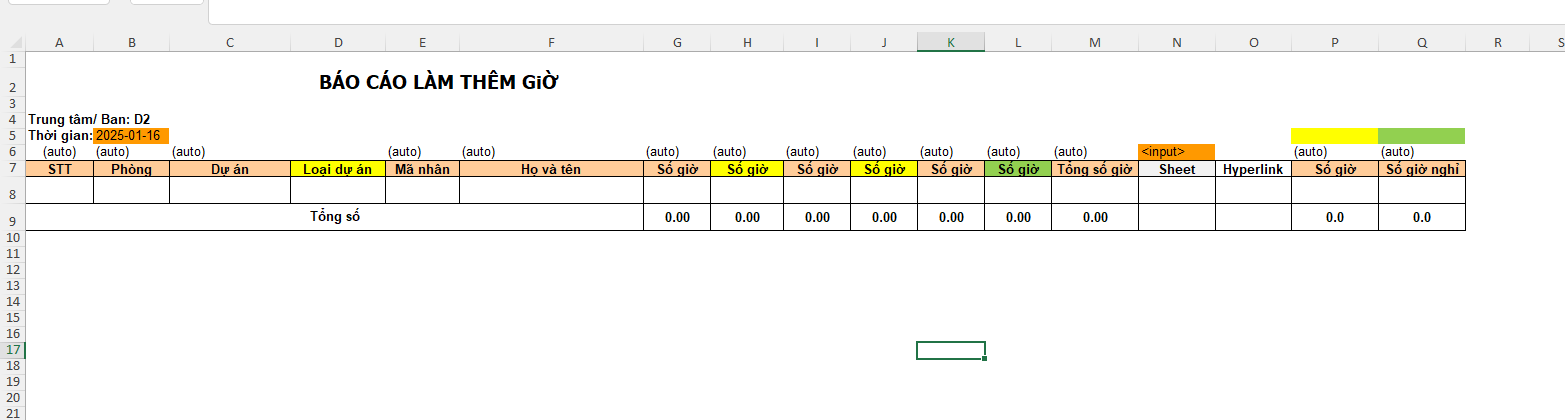 A B C D E F G H I J K L M N O P Q R S
1
2 BÁO CÁO LÀM THÊM GiỜ
3
4 Trung tâm/ Ban: D2
5 Thời gian: 2025-01-16
6 (auto) (auto) (auto) (auto) (auto) (auto) (auto) (auto) (auto) (auto) (auto) (auto) <input> (auto) (auto)
7 STT Phòng Dự án Loại dự án Mã nhân Họ và tên Số giờ Số giờ Số giờ Số giờ Số giờ Số giờ Tổng số giờ Sheet Hyperlink Số giờ Số giờ nghỉ
8
9 Tổng số 0.00 0.00 0.00 0.00 0.00 0.00 0.00 0.0 0.0
10
11
12
13
14
15
16
17
18
19
20
21